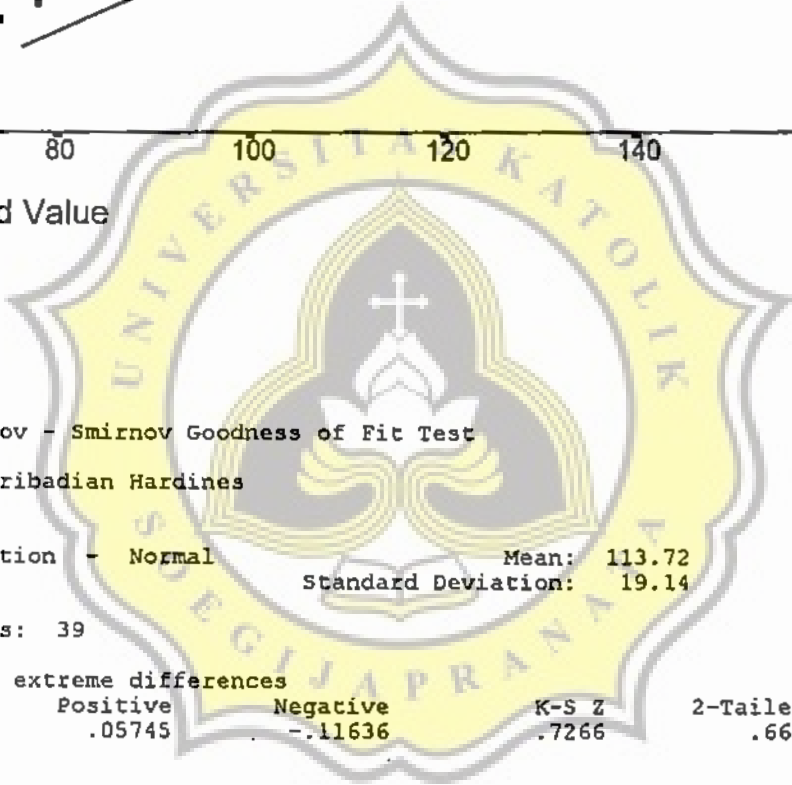 80 100 120 140
d Value
UNIVERSITA KATOLIK
SOEGIJAPRANATA
ov - Smirnov Goodness of Fit Test
ribadian Hardines
tion - Normal Mean: 113.72
Standard Deviation: 19.14
s: 39
extreme differences
Positive Negative K-S Z 2-Taile
.05745 -.11636 .7266 .66